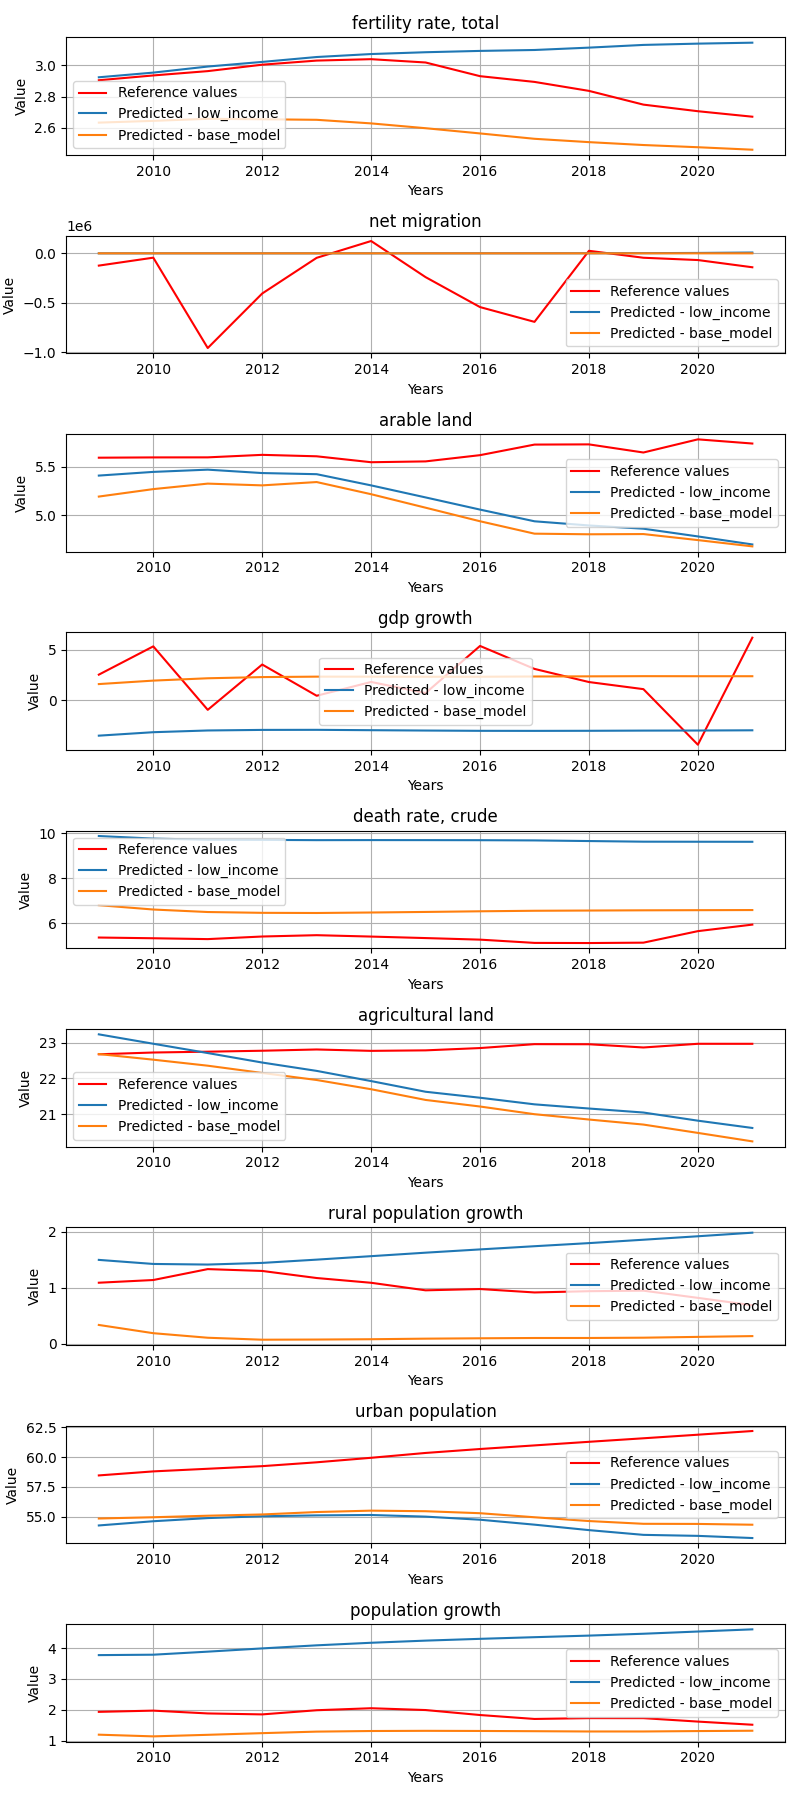 fertility rate, total
Value
3.0
2.8
2.6
Reference values
Predicted - low_income
Predicted - base_model
2010 2012 2014 2016 2018 2020
Years
net migration
1e6
Value
0.0
−0.5
−1.0
Reference values
Predicted - low_income
Predicted - base_model
2010 2012 2014 2016 2018 2020
Years
arable land
Value
5.5
5.0
Reference values
Predicted - low_income
Predicted - base_model
2010 2012 2014 2016 2018 2020
Years
gdp growth
Value
5
0
Reference values
Predicted - low_income
Predicted - base_model
2010 2012 2014 2016 2018 2020
Years
death rate, crude
Value
10
8
6
Reference values
Predicted - low_income
Predicted - base_model
2010 2012 2014 2016 2018 2020
Years
agricultural land
Value
23
22
21
Reference values
Predicted - low_income
Predicted - base_model
2010 2012 2014 2016 2018 2020
Years
rural population growth
Value
2
1
0
Reference values
Predicted - low_income
Predicted - base_model
2010 2012 2014 2016 2018 2020
Years
urban population
Value
62.5
60.0
57.5
55.0
Reference values
Predicted - low_income
Predicted - base_model
2010 2012 2014 2016 2018 2020
Years
population growth
Value
4
3
2
1
Reference values
Predicted - low_income
Predicted - base_model
2010 2012 2014 2016 2018 2020
Years